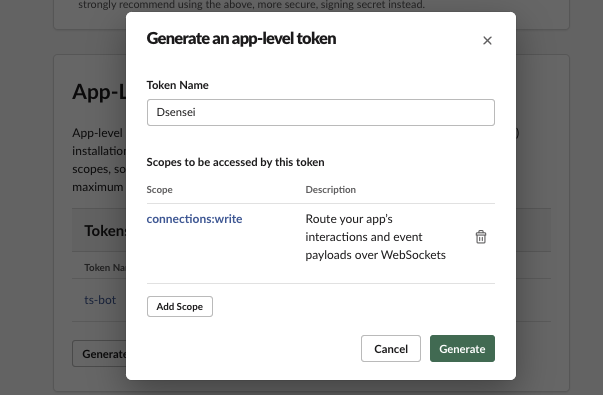 strongly recommend using the above, more secure, signing secret instead.
Generate an app-level token
Token Name
Dsensei
Scopes to be accessed by this token
Scope Description
connections:write
Route your app's
interactions and event
payloads over WebSockets
Add Scope
Cancel Generate
App-L
App-level
)
installation
scopes, so
maximum
Tokens
Token Na
ts-bot
Generate